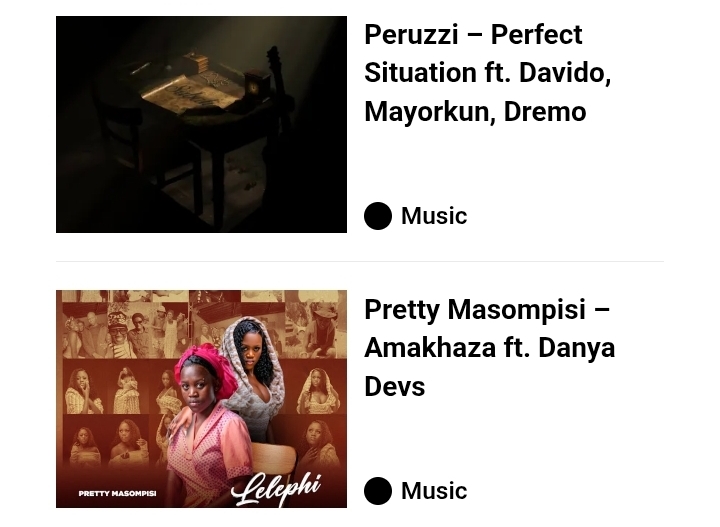 Peruzzi – Perfect
Situation ft. Davido,
Mayorkun, Dremo
Music
Pretty Masompisi –
Amakhaza ft. Danya
Devs
PRETTY MASOMPISI
Lelephi
Music